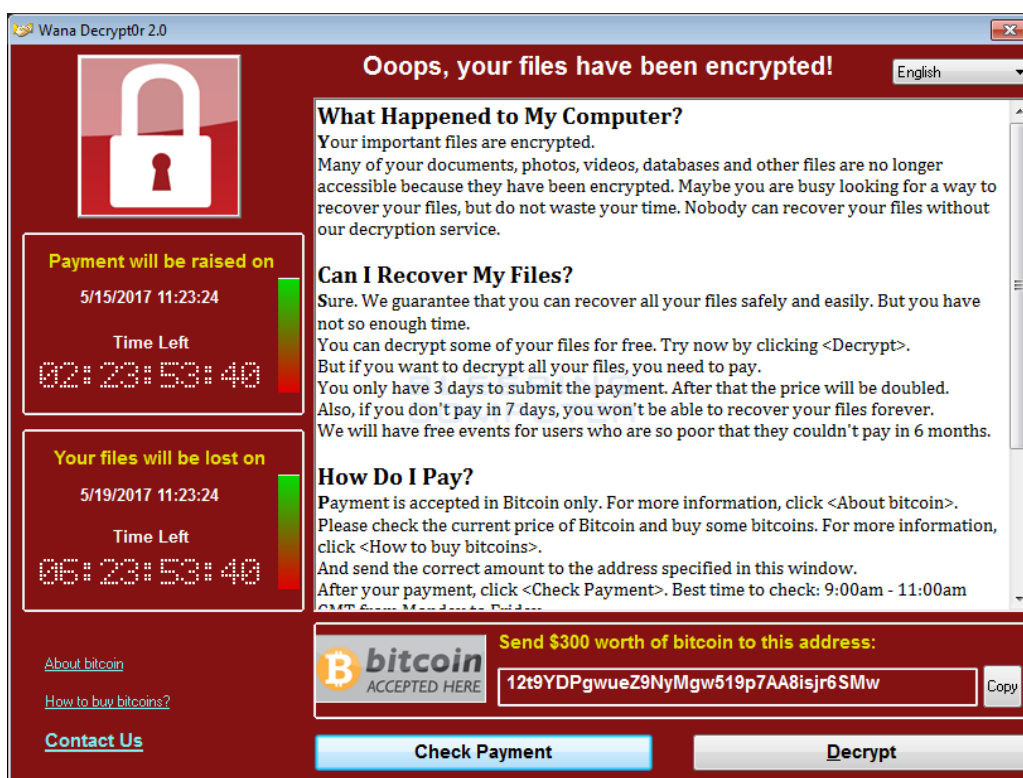 Wana Decrypt0r 2.0
Ooops, your files have been encrypted!
English
What Happened to My Computer?
Your important files are encrypted.
Many of your documents, photos, videos, databases and other files are no longer
accessible because they have been encrypted. Maybe you are busy looking for a way to
recover your files, but do not waste your time. Nobody can recover your files without
our decryption service.
Can I Recover My Files?
Sure. We guarantee that you can recover all your files safely and easily. But you have
not so enough time.
You can decrypt some of your files for free. Try now by clicking <Decrypt>.
But if you want to decrypt all your files, you need to pay.
You only have 3 days to submit the payment. After that the price will be doubled.
Also, if you don't pay in 7 days, you won't be able to recover your files forever.
We will have free events for users who are so poor that they couldn't pay in 6 months.
How Do I Pay?
Payment is accepted in Bitcoin only. For more information, click <About bitcoin>.
Please check the current price of Bitcoin and buy some bitcoins. For more information,
click <How to buy bitcoins>.
And send the correct amount to the address specified in this window.
After your payment, click <Check Payment>. Best time to check: 9:00am - 11:00am
GMT from Monday to Friday
BLEEPING
COMPUTER
Payment will be raised on
5/15/2017 11:23:24
Time Left
02:23:53:40
Your files will be lost on
5/19/2017 11:23:24
Time Left
06:23:53:40
About bitcoin
How to buy bitcoins?
Contact Us
bitcoin
ACCEPTED HERE
Send $300 worth of bitcoin to this address:
12t9YDPgwueZ9NyMgw519p7AA8isjr6SMw
Copy
Check Payment
Decrypt